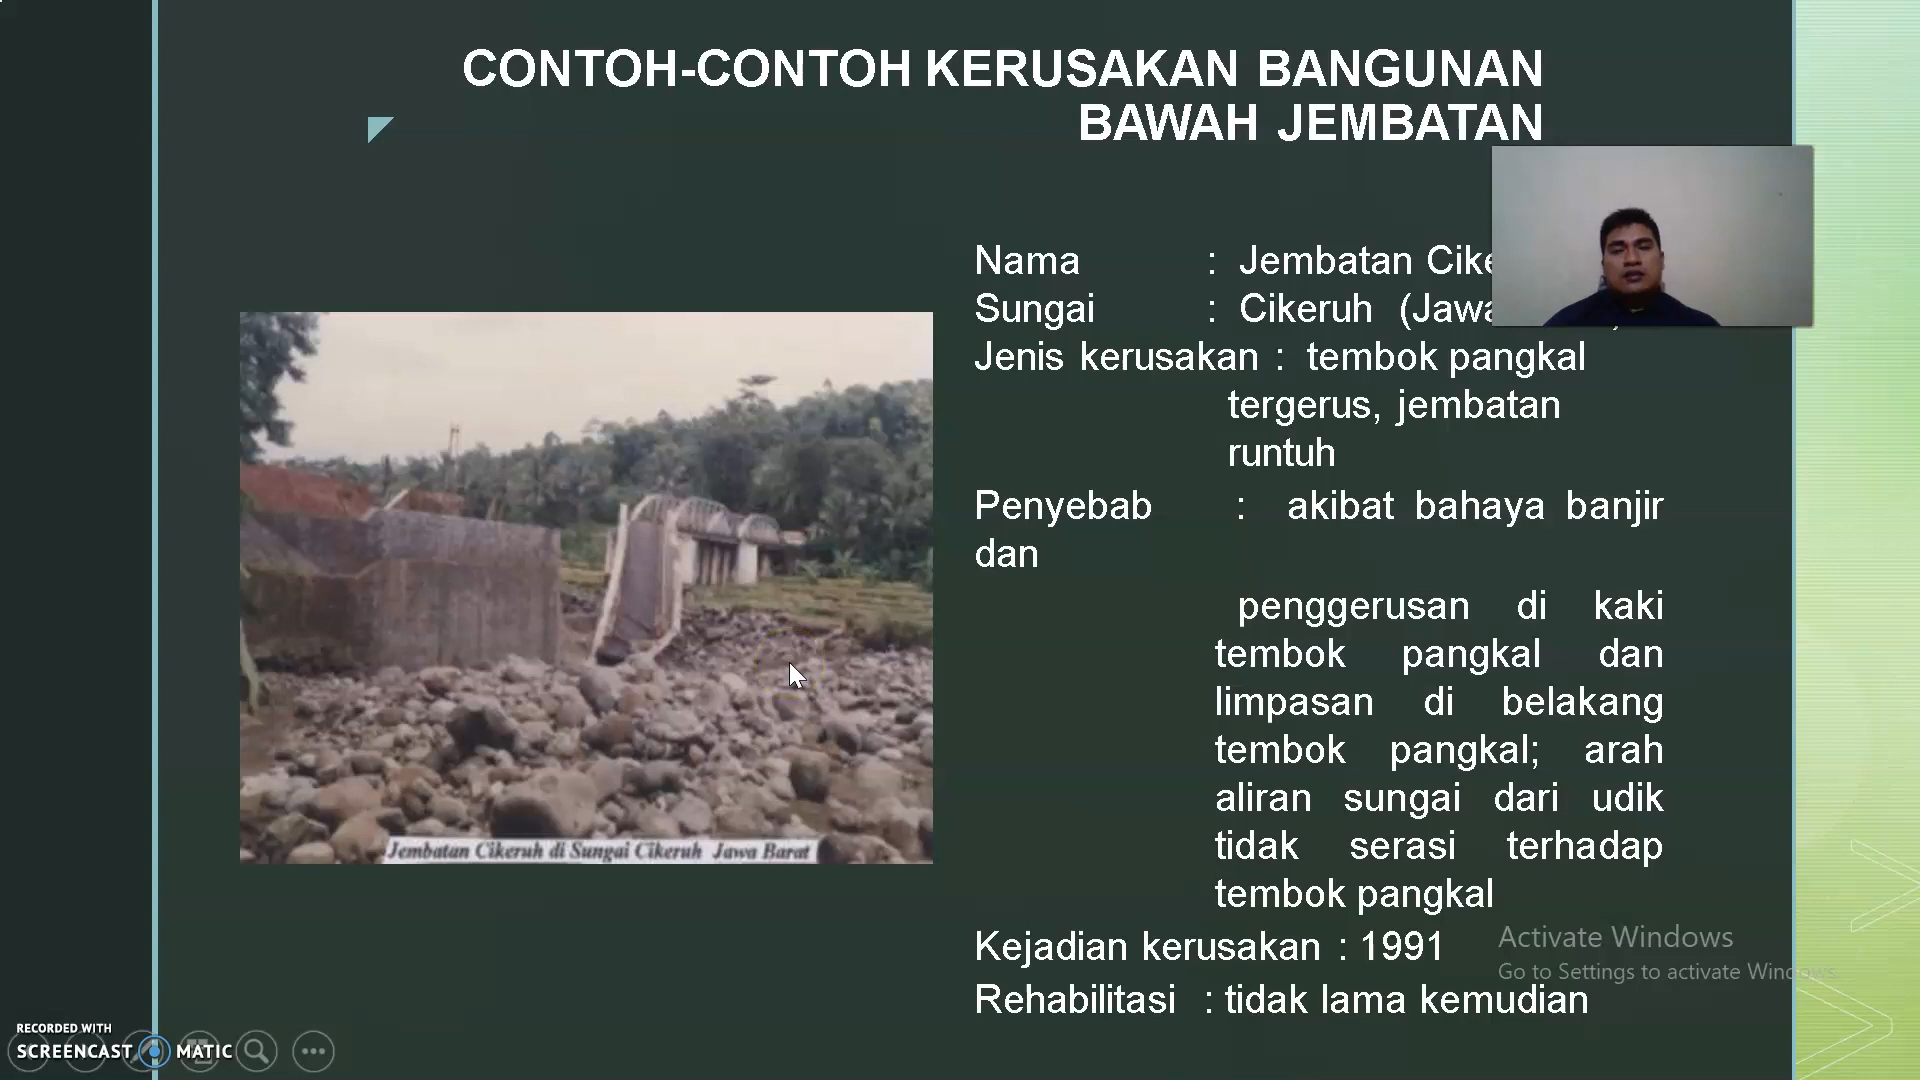 CONTOH-CONTOH KERUSAKAN BANGUNAN
BAWAH JEMBATAN
Nama : Jembatan
Sungai : Cikeruh (Jawa
Jenis kerusakan : tembok pangkal
tergerus, jembatan
runtuh
Penyebab : akibat bahaya banjir
dan
penggerusan di kaki
tembok pangkal dan
limpasan di belakang
tembok pangkal; arah
aliran sungai dari udik
tidak serasi terhadap
tembok pangkal
Kejadian kerusakan : 1991
Rehabilitasi : tidak lama kemudian
Jembatan Cikeruh di Sungai Cikeruh Jawa Barat
Activate Windows
Go to Settings to activate Windows.
RECORDED WITH
SCREENCAST MATIC